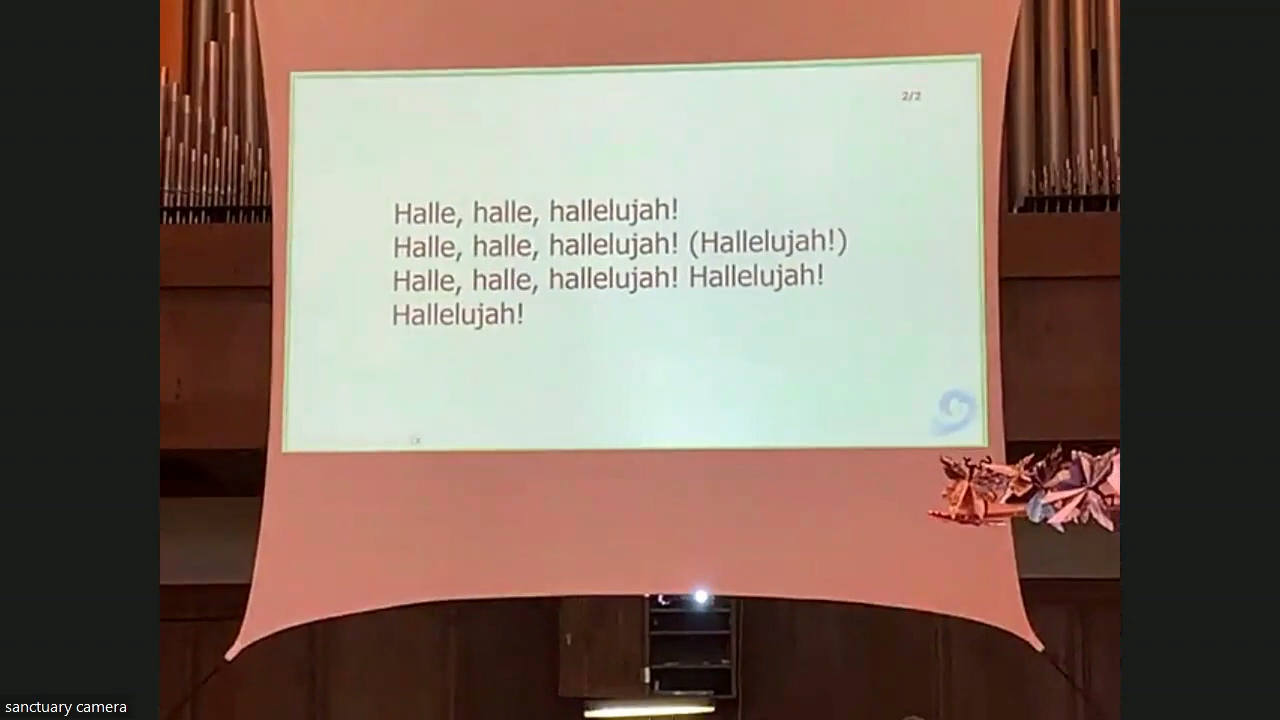 2/2
Halle, halle, hallelujah!
Halle, halle, hallelujah! (Hallelujah!)
Halle, halle, hallelujah! Hallelujah!
Hallelujah!
sanctuary camera